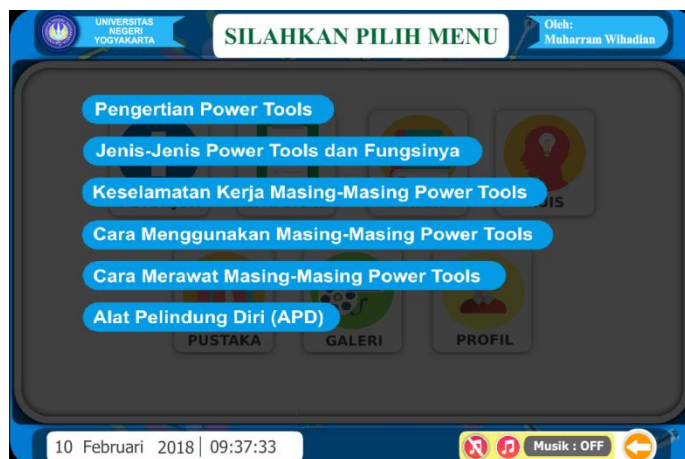 UNIVERSITAS
NEGERI
YOGYAKARTA
SILAHKAN PILIH MENU
Oleh:
Muharram Wihadian
Pengertian Power Tools
Jenis-Jenis Power Tools dan Fungsinya
Keselamatan Kerja Masing-Masing Power Tools
Cara Menggunakan Masing-Masing Power Tools
Cara Merawat Masing-Masing Power Tools
Alat Pelindung Diri (APD)
PUSTAKA GALERI PROFIL
10 Februari 2018 09:37:33
Musik : OFF